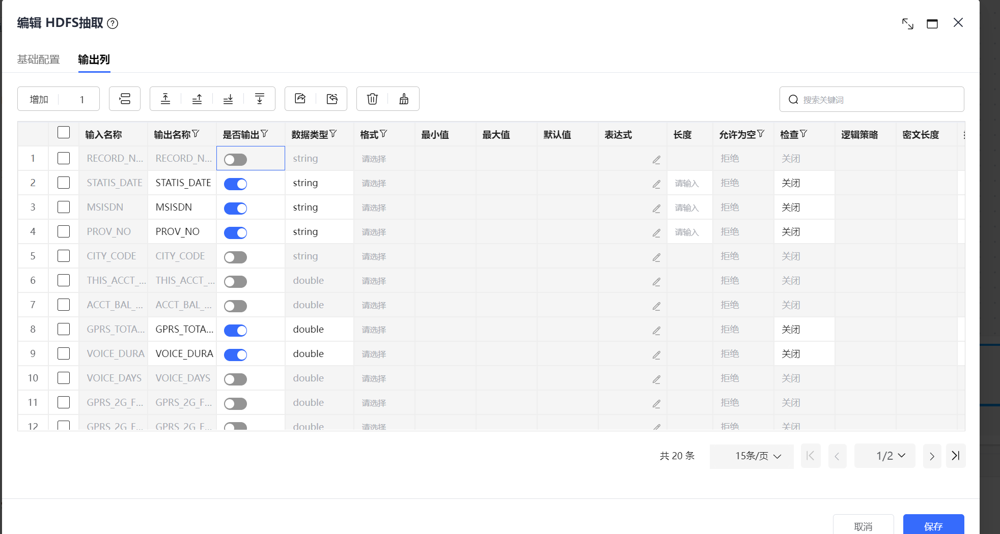 编辑 HDFS抽取
基础配置 输出列
增加 1 搜索关键词
输入名称 输出名称 是否输出 数据类型 格式 最小值 最大值 默认值 表达式 长度 允许为空 检查 逻辑策略 密文长度
1 RECORD_N... RECORD_N... string 请选择 拒绝 关闭
2 STATIS_DATE STATIS_DATE string 请选择 请输入 拒绝 关闭
3 MSISDN MSISDN string 请选择 请输入 拒绝 关闭
4 PROV_NO PROV_NO string 请选择 请输入 拒绝 关闭
5 CITY_CODE CITY_CODE string 请选择 拒绝 关闭
6 THIS_ACCT_... THIS_ACCT_... double 请选择 拒绝 关闭
7 ACCT_BAL_... ACCT_BAL_... double 请选择 拒绝 关闭
8 GPRS_TOTA... GPRS_TOTA... double 请选择 拒绝 关闭
9 VOICE_DURA VOICE_DURA double 请选择 拒绝 关闭
10 VOICE_DAYS VOICE_DAYS double 请选择 拒绝 关闭
11 GPRS_2G_F... GPRS_2G_F... double 请选择 拒绝 关闭
12 GPRS_2G_F... GPRS_2G_F... double 请选择 拒绝 关闭
共 20 条 15条/页 1/2
取消 保存